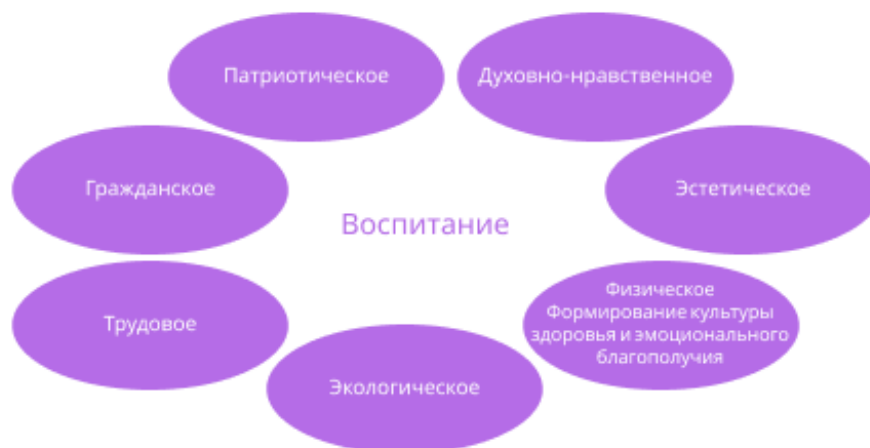 Патриотическое
Духовно-нравственное
Гражданское
Эстетическое
Воспитание
Трудовое
Физическое
Формирование культуры
здоровья и эмоционального
благополучия
Экологическое